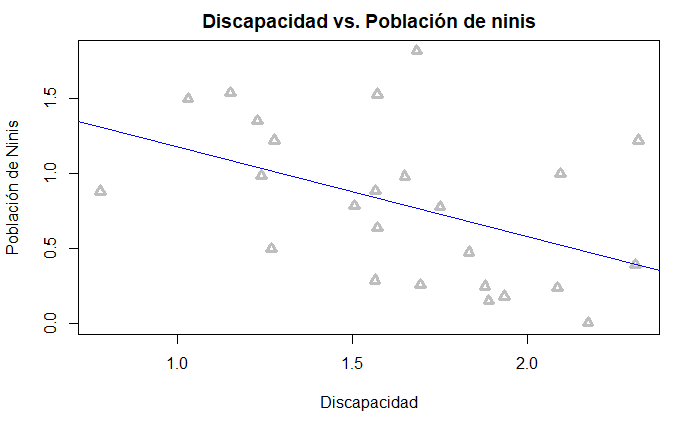 Discapacidad vs. Población de ninis
Población de Ninis
1.5
1.0
0.5
0.0
1.0 1.5 2.0
Discapacidad